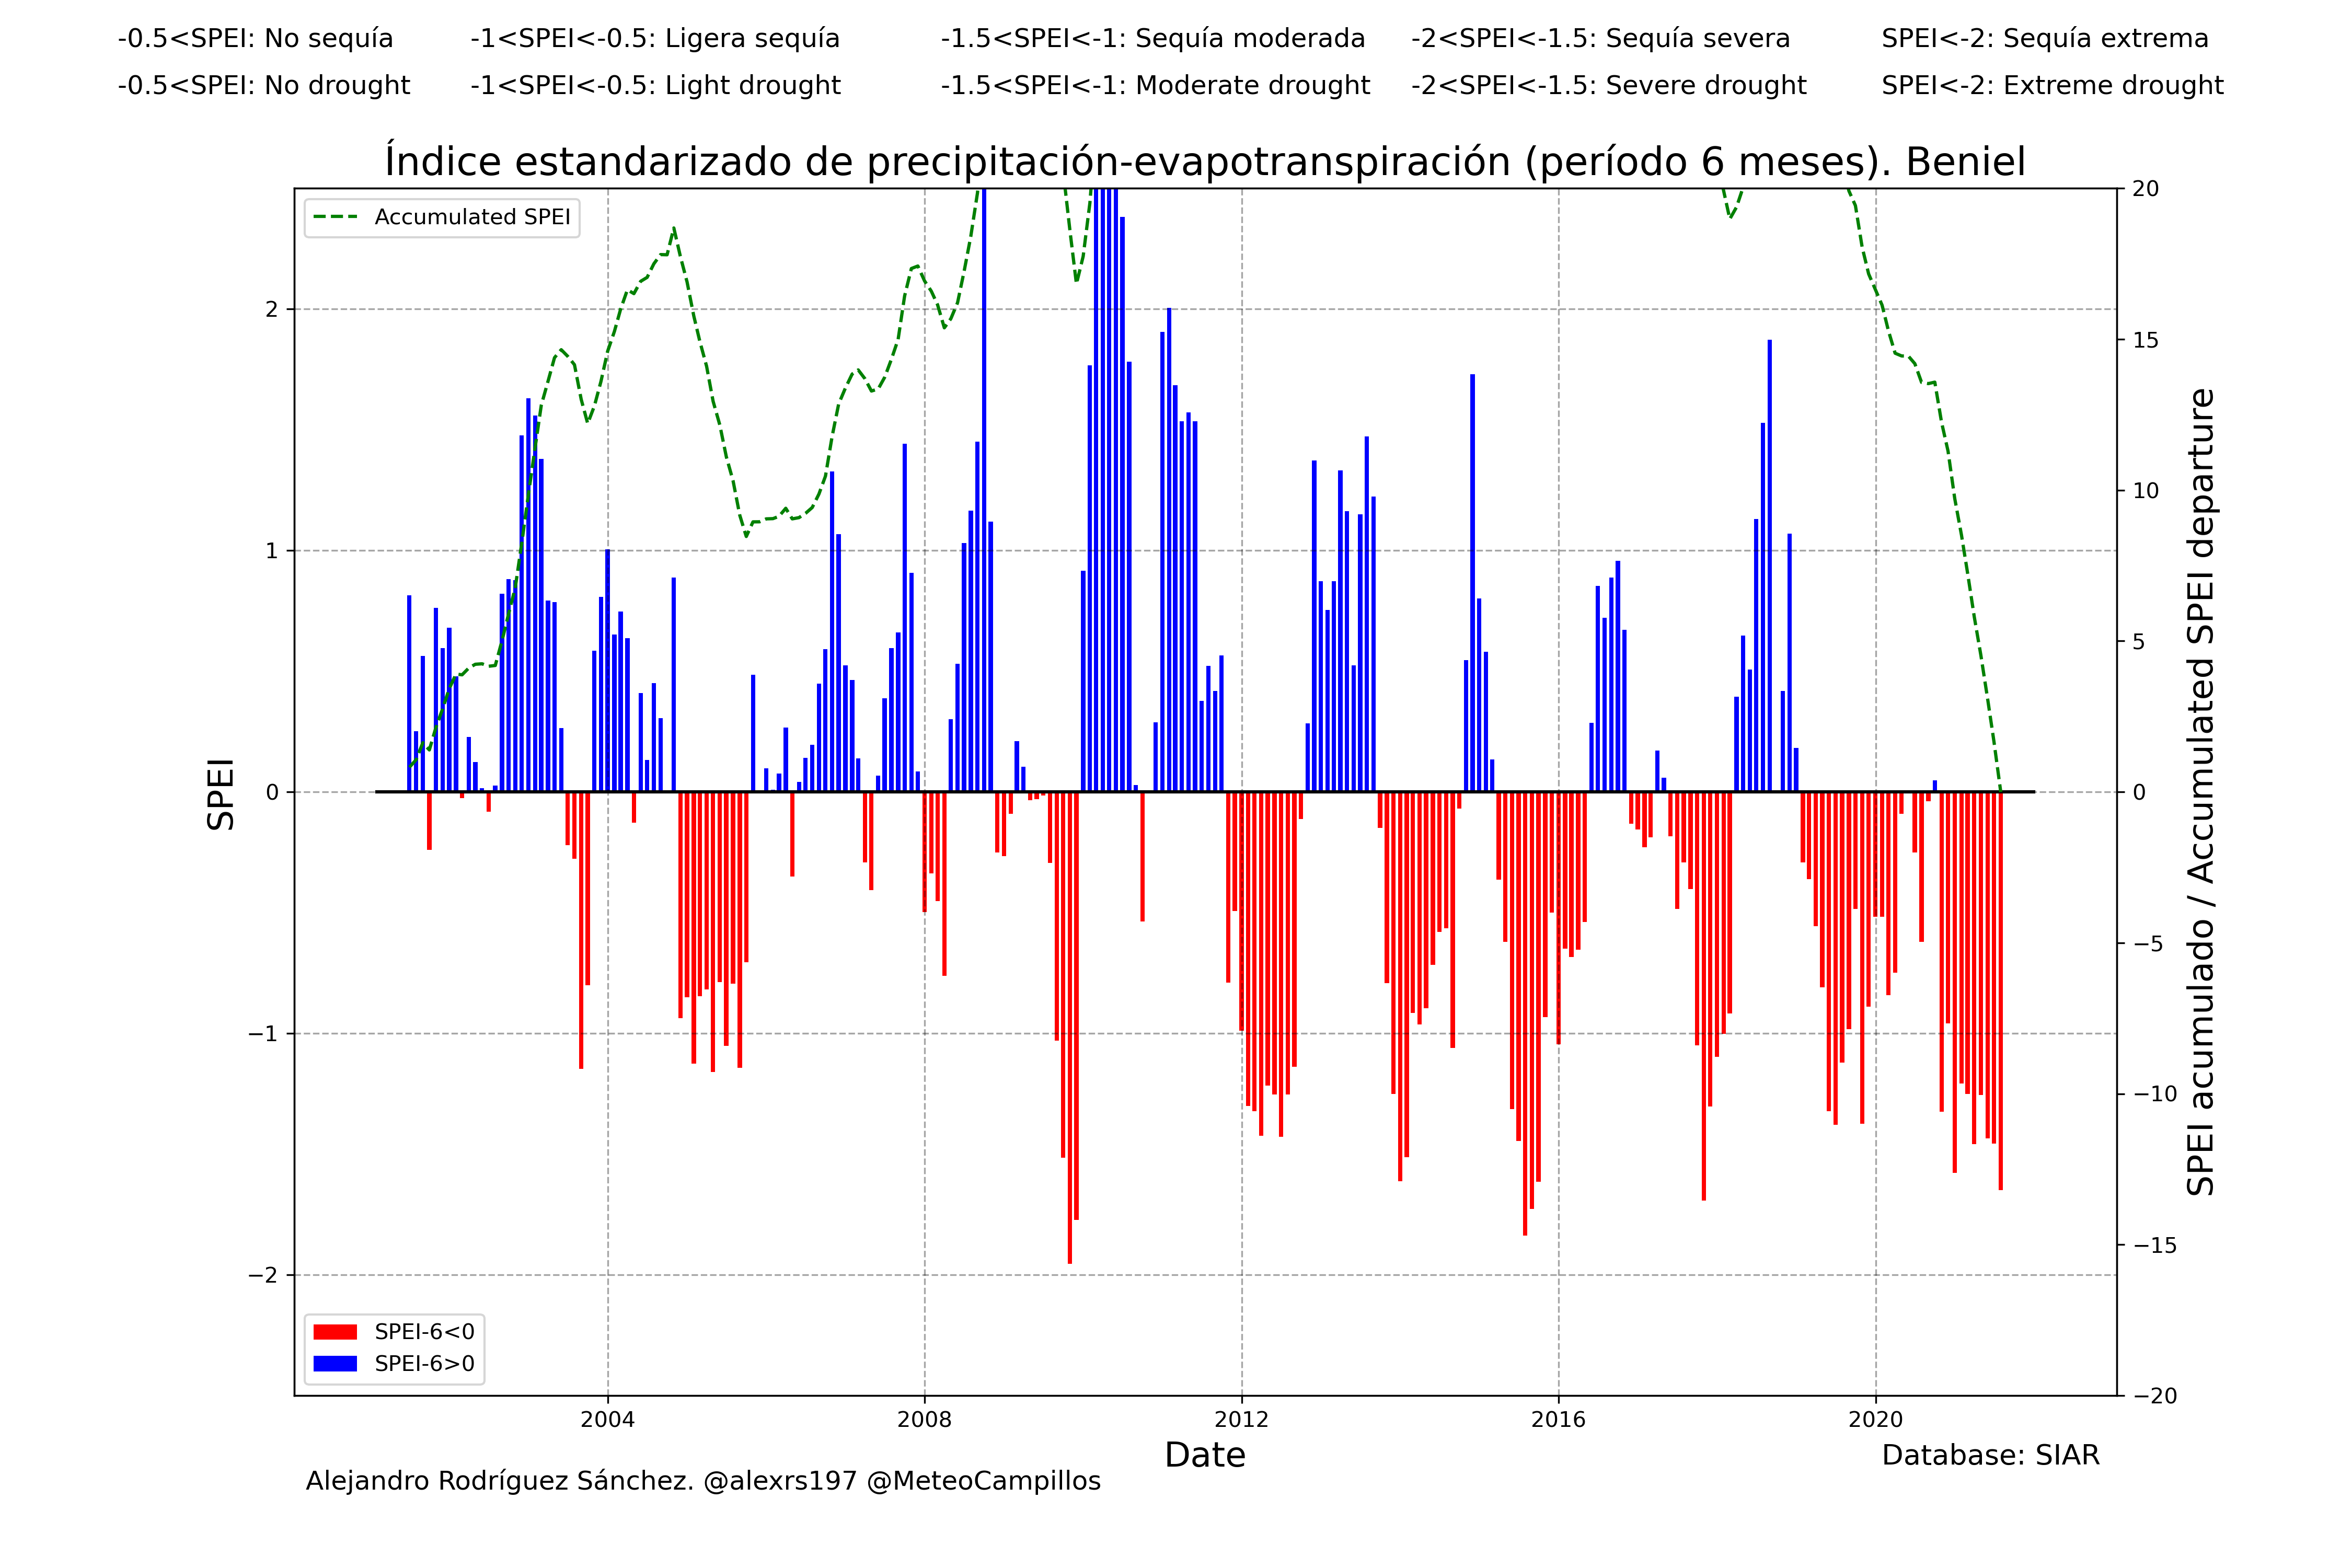 -0.5<SPEI: No sequía -1<SPEI<-0.5: Ligera sequía -1.5<SPEI<-1: Sequía moderada -2<SPEI<-1.5: Sequía severa SPEI<-2: Sequía extrema
-0.5<SPEI: No drought -1<SPEI<-0.5: Light drought -1.5<SPEI<-1: Moderate drought -2<SPEI<-1.5: Severe drought SPEI<-2: Extreme drought
Índice estandarizado de precipitación-evapotranspiración (período 6 meses). Beniel
Accumulated SPEI
2
1
0
−1
−2
SPEI
20
15
10
5
0
−5
−10
−15
−20
SPEI acumulado / Accumulated SPEI departure
SPEI-6<0
SPEI-6>0
2004 2008 2012 2016 2020
Date
Database: SIAR
Alejandro Rodríguez Sánchez. @alexrs197 @MeteoCampillos